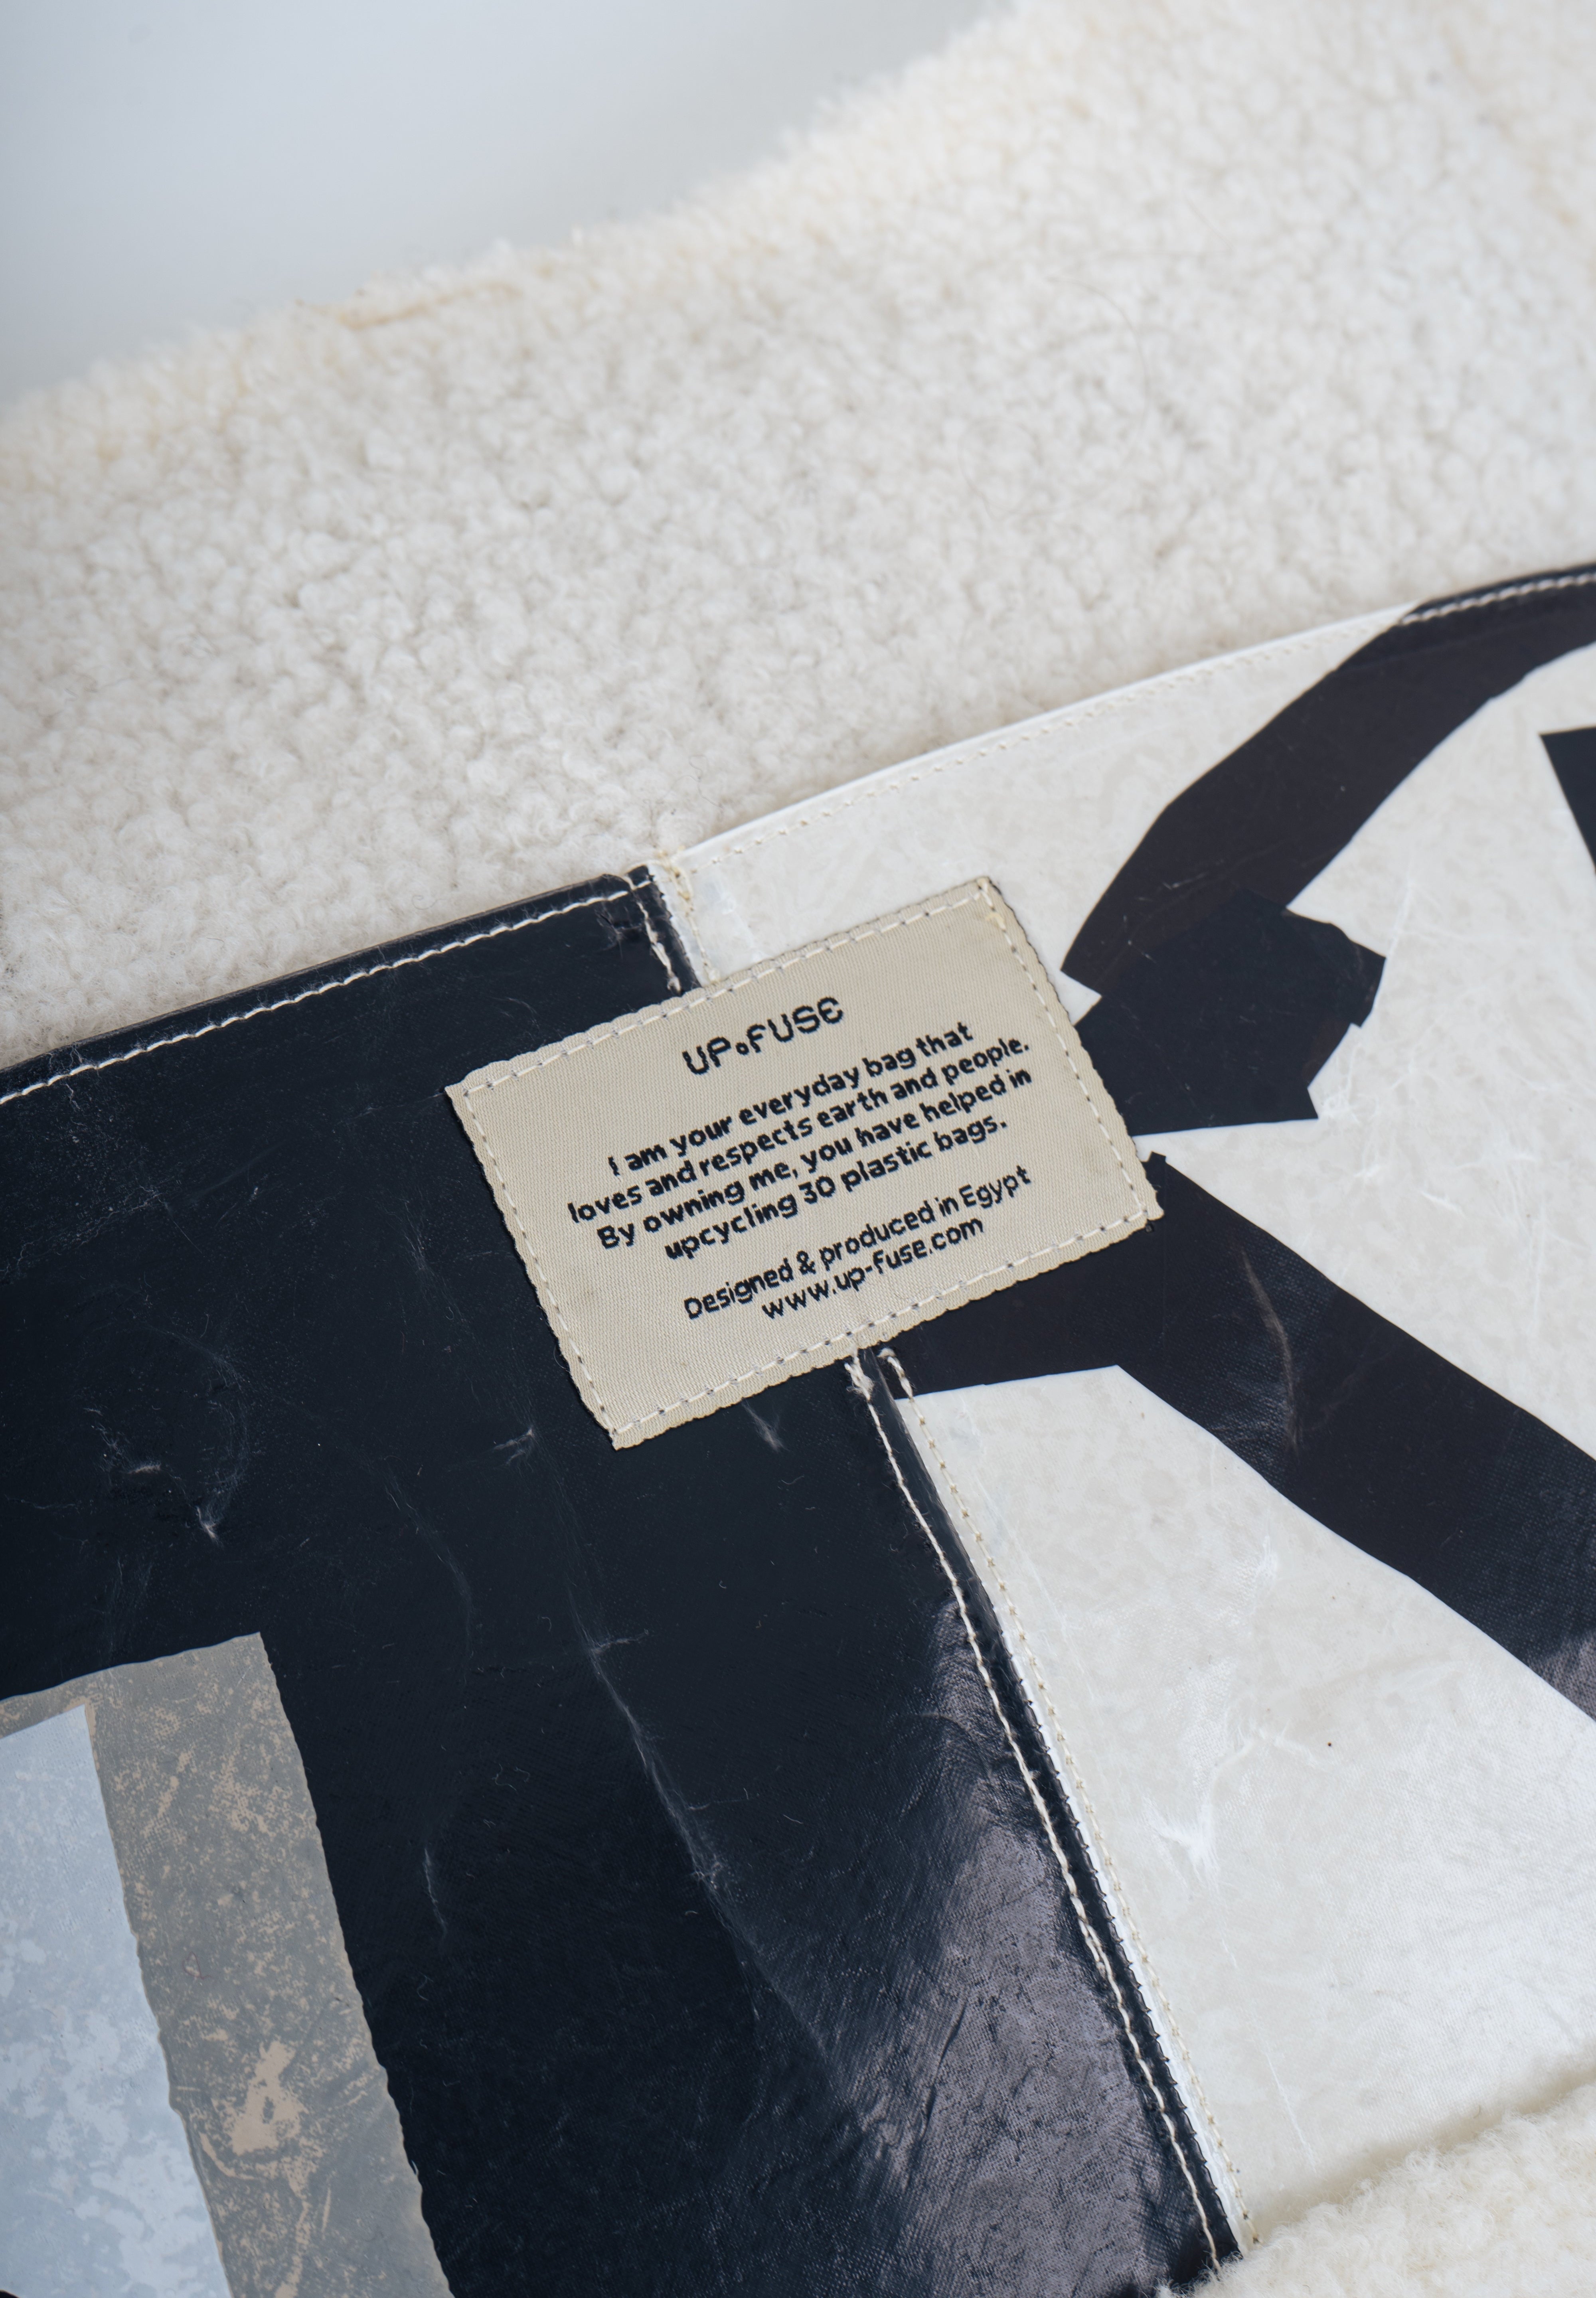 UP.FUSE
I am your everyday bag that
loves and respects earth and people.
By owning me, you have helped in
upcycling 30 plastic bags.
Designed & produced in Egypt
www.up-fuse.com